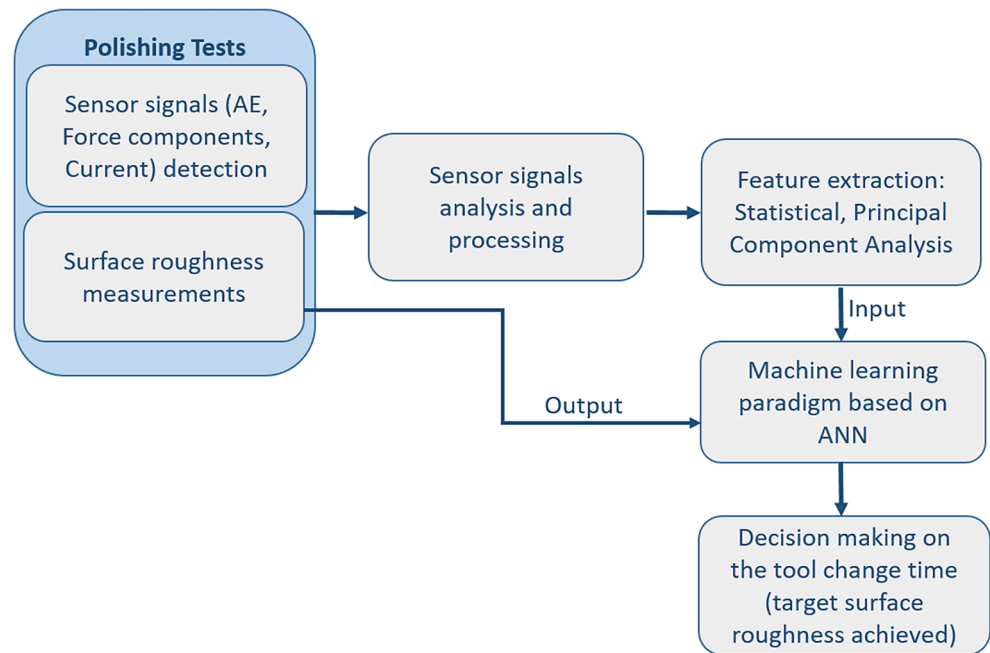 Polishing Tests
Sensor signals (AE,
Force components,
Current) detection
Surface roughness
measurements
Sensor signals
analysis and
processing
Feature extraction:
Statistical, Principal
Component Analysis
Input
Output
Machine learning
paradigm based on
ANN
Decision making on
the tool change time
(target surface
roughness achieved)